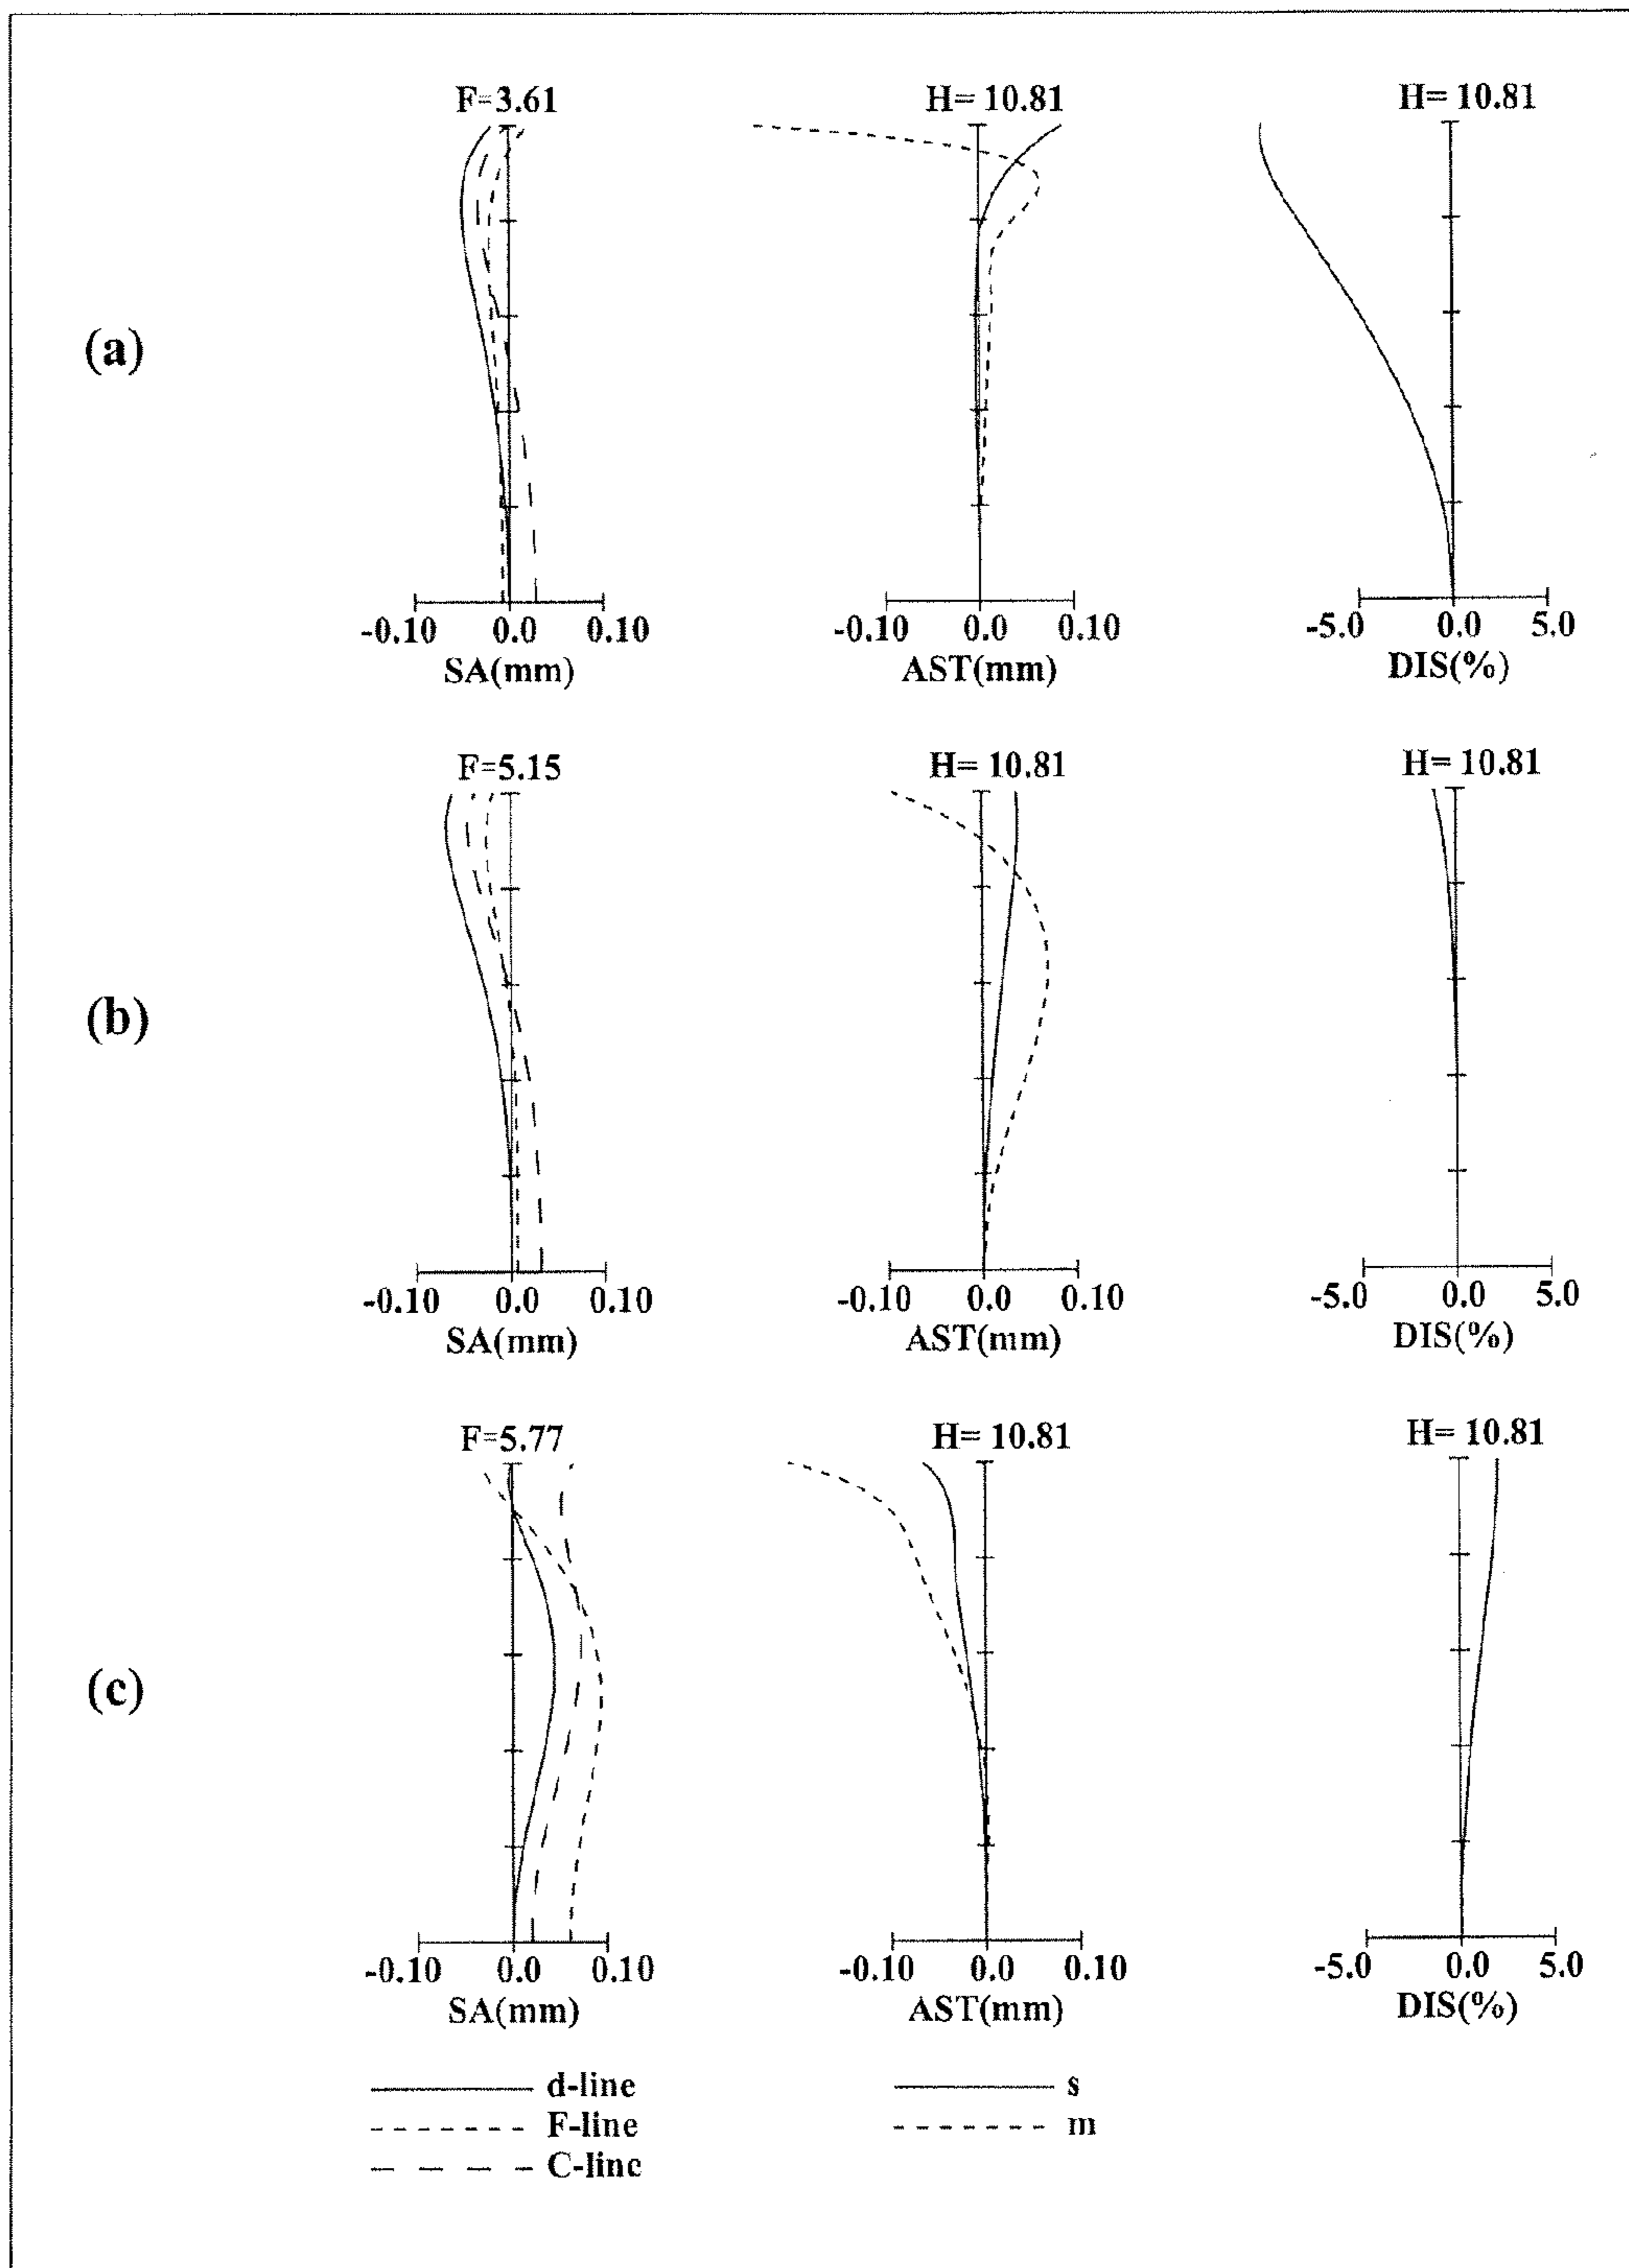 F=3.61 H= 10.81 H= 10.81
(a)
-0.10 0.0 0.10 -0.10 0.0 0.10 -5.0 0.0 5.0
SA(mm) AST(mm) DIS(%)
F=5.15 H= 10.81 H= 10.81
(b)
-0.10 0.0 0.10 -0.10 0.0 0.10 -5.0 0.0 5.0
SA(mm) AST(mm) DIS(%)
F=5.77 H= 10.81 H= 10.81
(c)
-0.10 0.0 0.10 -0.10 0.0 0.10 -5.0 0.0 5.0
SA(mm) AST(mm) DIS(%)
d-line s
F-line m
C-line